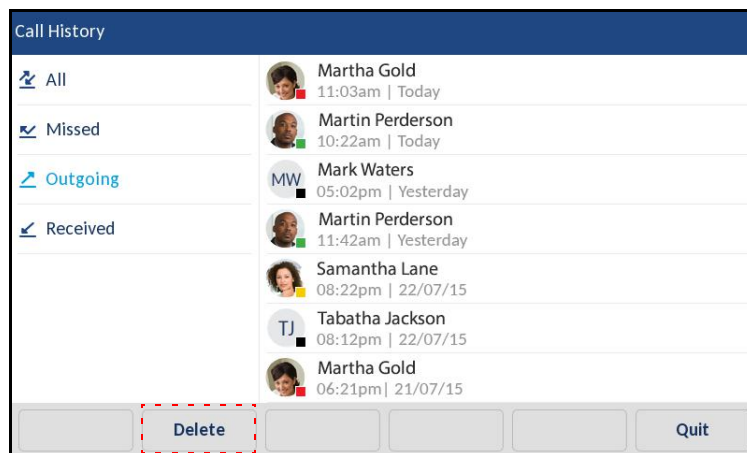 Call History
All
Missed
Outgoing
Received
Martha Gold
11:03am | Today
Martin Perderson
10:22am | Today
MW
Mark Waters
05:02pm | Yesterday
Martin Perderson
11:42am | Yesterday
Samantha Lane
08:22pm | 22/07/15
TJ
Tabatha Jackson
08:12pm | 22/07/15
Martha Gold
06:21pm| 21/07/15
Delete
Quit